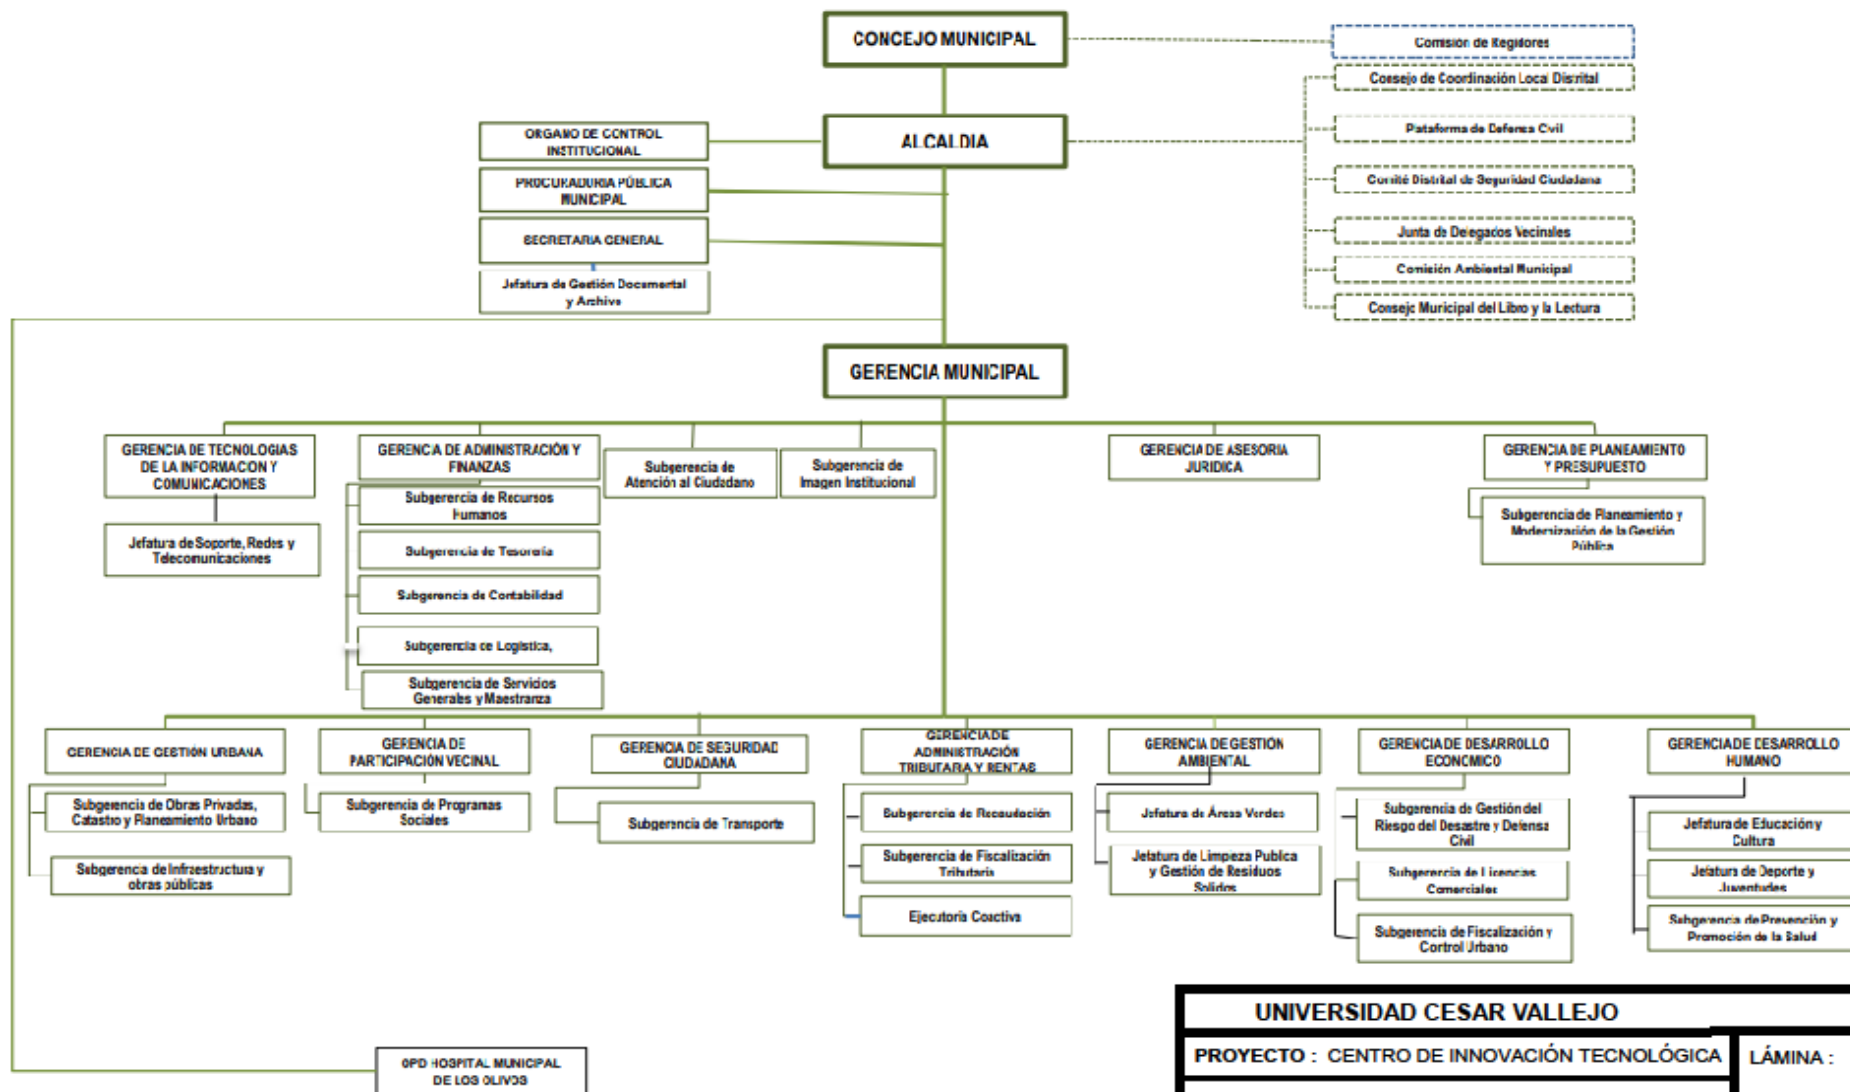 CONCEJO MUNICIPAL
Comisión de Regidores
Consejo de Coordinación Local Distrital
ALCALDIA
Plataforma de Defensa Civil
ORGANO DE CONTROL
INSTITUCIONAL
PROCURADURIA PÚBLICA
MUNICIPAL
Comité Distrital de Seguridad Ciudadana
SECRETARIA GENERAL
Junta de Delegados Vecinales
Jefatura de Gestión Documental
y Archivo
Comisión Ambiental Municipal
Consejo Municipal del Libro y la Lectura
GERENCIA MUNICIPAL
GERENCIA DE TECNOLOGIAS
DE LA INFORMACION Y
COMUNICACIONES
Jefatura de Soporte, Redes y
Telecomunicaciones
GERENCA DE ADMINISTRACIÓN Y
FINANZAS
Subgerencia de Recursos
Humanos
Subgerencia de Tesorería
Subgerencia de Contabilidad
Subgerencia de Logística,
Subgerencia de Servicios
Generales y Maestranza
Subgerencia de
Atención al Ciudadano
Subgerencia de
Imagen Institucional
GERENCIA DE ASESORIA
JURIDICA
GERENCIA DE PLANEAMIENTO
Y PRESUPUESTO
Subgerencia de Planeamiento y
Modernización de la Gestión
Pública
GERENCIA DE GESTIÓN URBANA
Subgerencia de Obras Privadas,
Catastro y Planeamiento Urbano
Subgerencia de Infraestructura y
obras públicas
GERENCIA DE
PARTICIPACIÓN VECINAL
Subgerencia de Programas
Sociales
GERENCIA DE SEGURIDAD
CIUDADANA
Subgerencia de Transporte
GERENCIA DE
ADMINISTRACIÓN
TRIBUTARIA Y RENTAS
Subgerencia de Recaudación
Subgerencia de Fiscalización
Tributaria
Ejecutoría Coactiva
GERENCIA DE GESTIÓN
AMBIENTAL
Jefatura de Áreas Verdes
Jefatura de Limpieza Publica
y Gestión de Residuos
Solidos
GERENCIA DE DESARROLLO
ECONOMICO
Subgerencia de Gestión del
Riesgo del Desastre y Defensa
Civil
Subgerencia de Licencias
Comerciales
Subgerencia de Fiscalización y
Control Urbano
GERENCIA DE DESARROLLO
HUMANO
Jefatura de Educación y
Cultura
Jefatura de Deporte y
Juventudes
Subgerencia de Prevención y
Promoción de la Salud
OPD HOSPITAL MUNICIPAL
DE LOS OLIVOS
UNIVERSIDAD CESAR VALLEJO
PROYECTO : CENTRO DE INNOVACIÓN TECNOLÓGICA
LÁMINA :